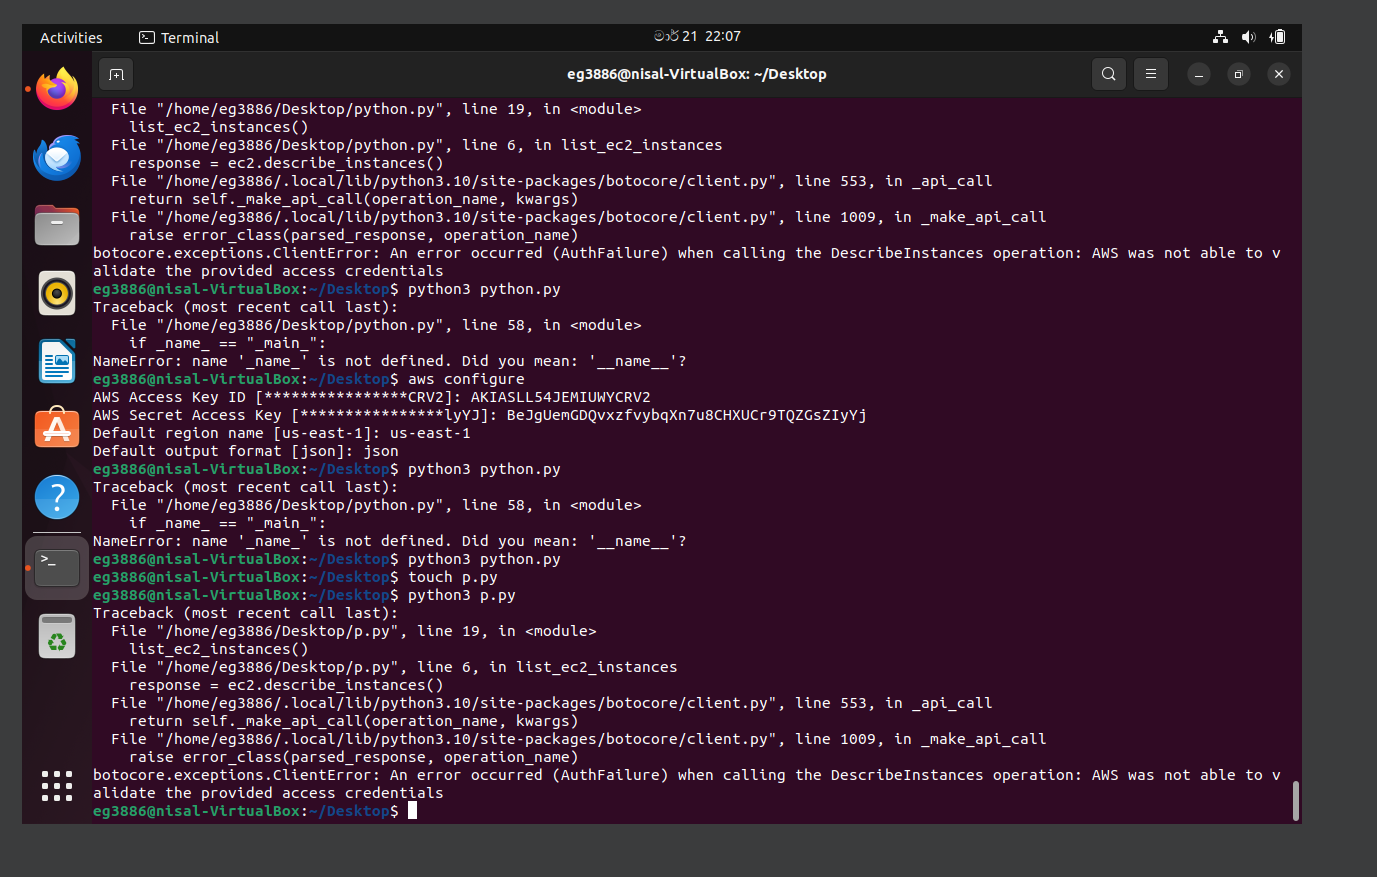 Activities
Terminal
මාර් 21 22:07
eg3886@nisal-VirtualBox: ~/Desktop
File "/home/eg3886/Desktop/python.py", line 19, in <module>
list_ec2_instances()
File "/home/eg3886/Desktop/python.py", line 6, in list_ec2_instances
response = ec2.describe_instances()
File "/home/eg3886/.local/lib/python3.10/site-packages/botocore/client.py", line 553, in _api_call
return self._make_api_call(operation_name, kwargs)
File "/home/eg3886/.local/lib/python3.10/site-packages/botocore/client.py", line 1009, in _make_api_call
raise error_class(parsed_response, operation_name)
botocore.exceptions.ClientError: An error occurred (AuthFailure) when calling the DescribeInstances operation: AWS was not able to v
alidate the provided access credentials
eg3886@nisal-VirtualBox:~/Desktop$ python3 python.py
Traceback (most recent call last):
File "/home/eg3886/Desktop/python.py", line 58, in <module>
if _name_ == "_main_":
NameError: name '_name_' is not defined. Did you mean: '__name__'?
eg3886@nisal-VirtualBox:~/Desktop$ aws configure
AWS Access Key ID [****************CRV2]: AKIASLL54JEMIUWYCRV2
AWS Secret Access Key [****************lyYJ]: 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
Default region name [us-east-1]: us-east-1
Default output format [json]: json
eg3886@nisal-VirtualBox:~/Desktop$ python3 python.py
Traceback (most recent call last):
File "/home/eg3886/Desktop/python.py", line 58, in <module>
if _name_ == "_main_":
NameError: name '_name_' is not defined. Did you mean: '__name__'?
eg3886@nisal-VirtualBox:~/Desktop$ python3 python.py
eg3886@nisal-VirtualBox:~/Desktop$ touch p.py
eg3886@nisal-VirtualBox:~/Desktop$ python3 p.py
Traceback (most recent call last):
File "/home/eg3886/Desktop/p.py", line 19, in <module>
list_ec2_instances()
File "/home/eg3886/Desktop/p.py", line 6, in list_ec2_instances
response = ec2.describe_instances()
File "/home/eg3886/.local/lib/python3.10/site-packages/botocore/client.py", line 553, in _api_call
return self._make_api_call(operation_name, kwargs)
File "/home/eg3886/.local/lib/python3.10/site-packages/botocore/client.py", line 1009, in _make_api_call
raise error_class(parsed_response, operation_name)
botocore.exceptions.ClientError: An error occurred (AuthFailure) when calling the DescribeInstances operation: AWS was not able to v
alidate the provided access credentials
eg3886@nisal-VirtualBox:~/Desktop$